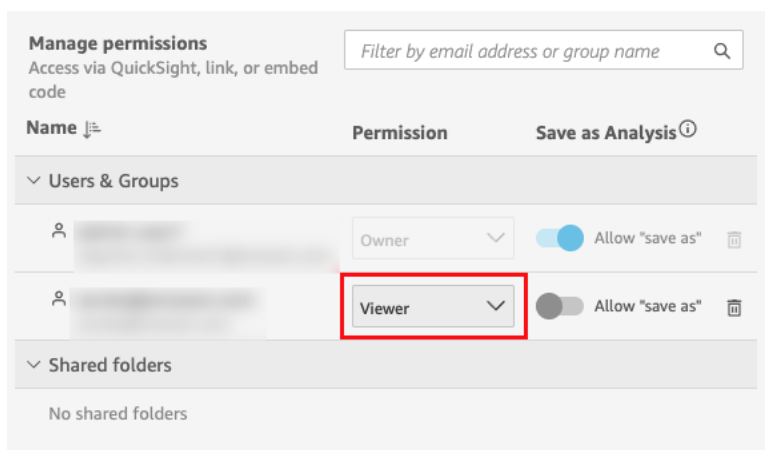 Manage permissions
Access via QuickSight, link, or embed
code
Filter by email address or group name
Name
Permission
Save as Analysis
Users & Groups
Owner
Allow "save as"
Viewer
Allow "save as"
Shared folders
No shared folders